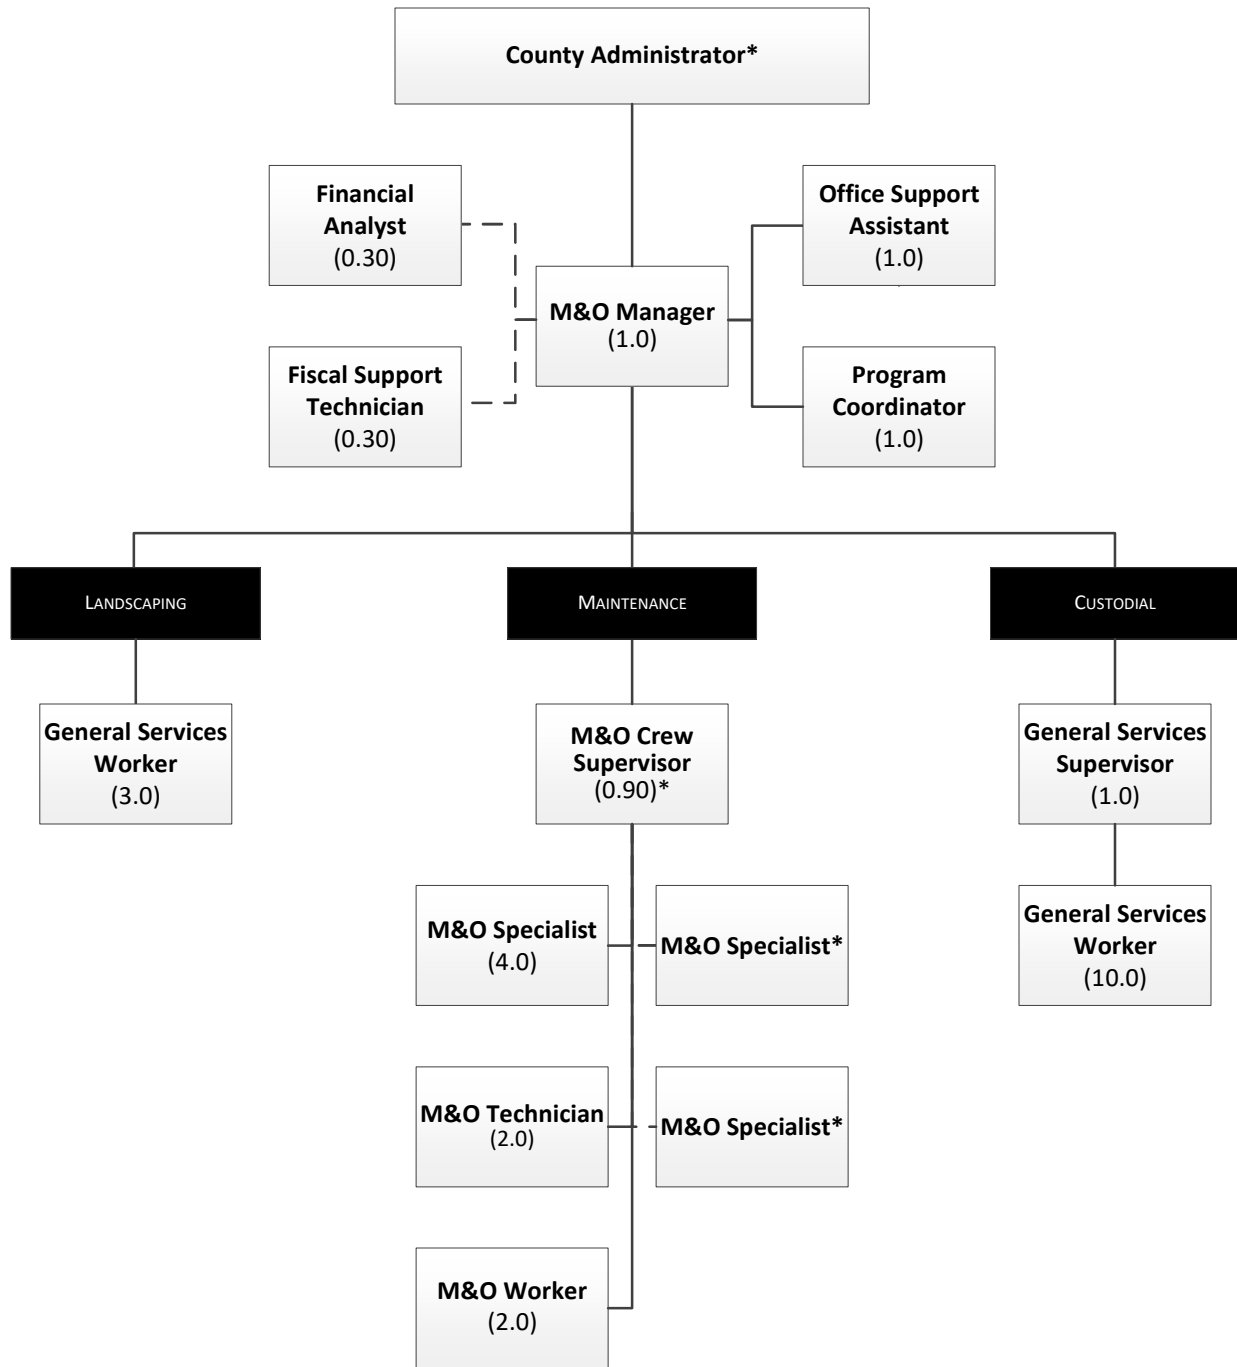 County Administrator*
Financial
Analyst
(0.30)
Office Support
Assistant
(1.0)
M&O Manager
(1.0)
Fiscal Support
Technician
(0.30)
Program
Coordinator
(1.0)
LANDSCAPING
MAINTENANCE
CUSTODIAL
General Services
Worker
(3.0)
M&O Crew
Supervisor
(0.90)*
General Services
Supervisor
(1.0)
M&O Specialist
(4.0)
M&O Specialist*
General Services
Worker
(10.0)
M&O Technician
(2.0)
M&O Specialist*
M&O Worker
(2.0)